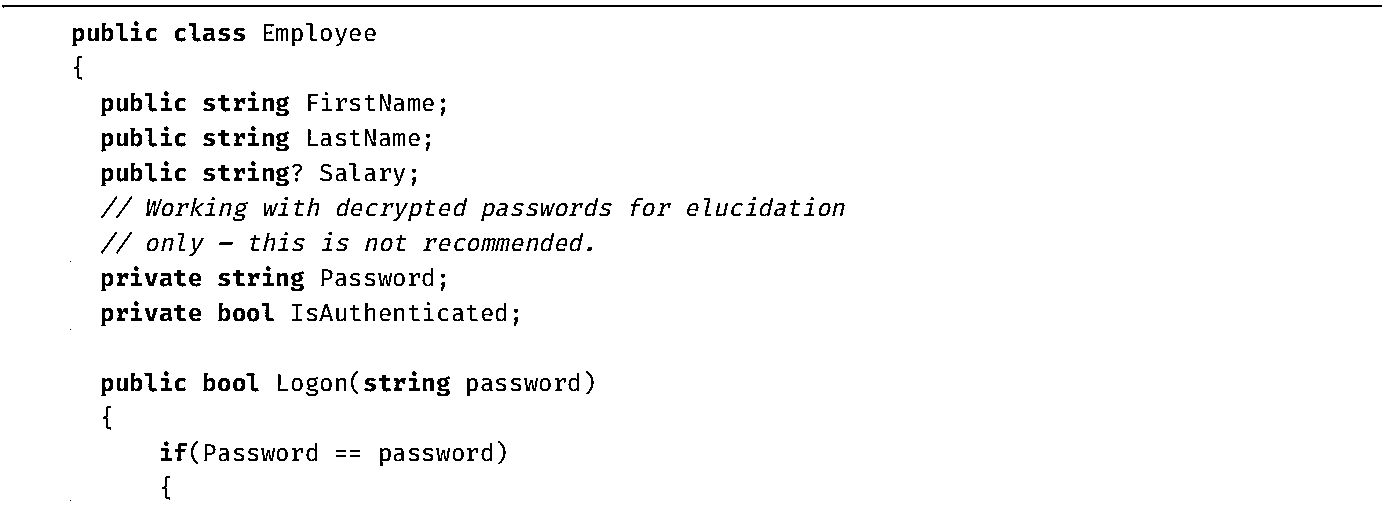 public class Employee
{
public string FirstName;
public string LastName;
public string? Salary;
// Working with decrypted passwords for elucidation
// only – this is not recommended.
private string Password;
private bool IsAuthenticated;
public bool Logon(string password)
{
if(Password == password)
{